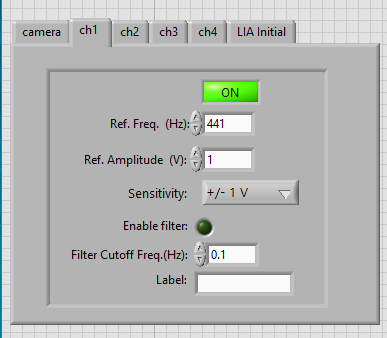 camera ch1 ch2 ch3 ch4 LIA Initial
ON
Ref. Freq. (Hz): 441
Ref. Amplitude (V): 1
Sensitivity: +/- 1 V
Enable filter:
Filter Cutoff Freq.(Hz): 0.1
Label: